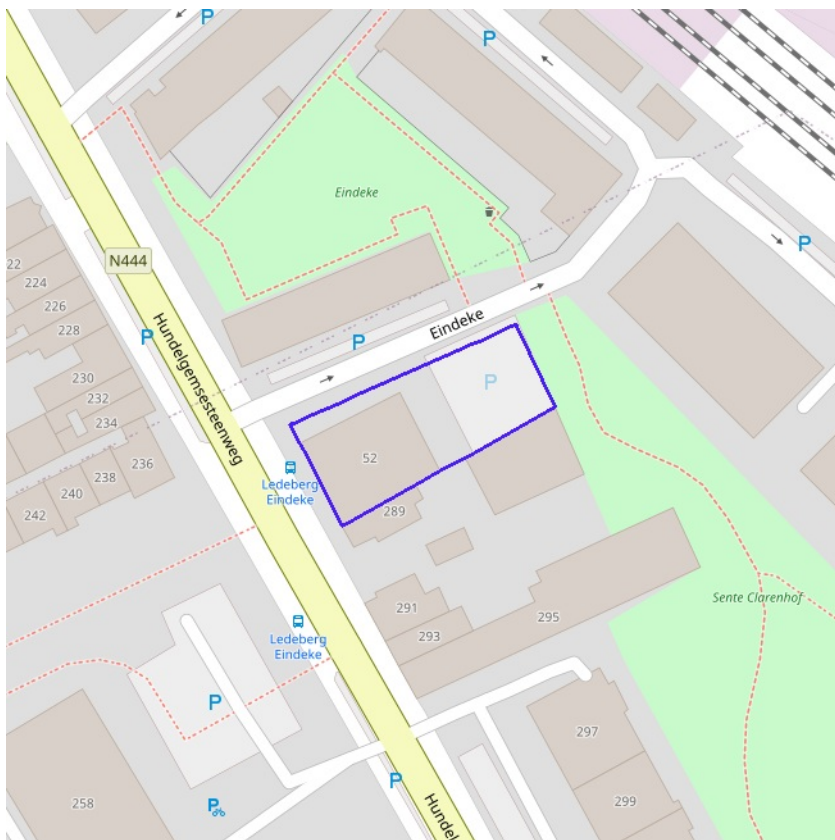 P
P
Eindeke
N444
22
224
226
228
P
Hundelgemsesteenweg
Eindeke
P
P
P
230
232
234
236
238
240
242
52
Ledeberg
Eindeke
289
291
293
295
Sente Clarenhof
Ledeberg
Eindeke
P
258
P
P
297
299
Hundel